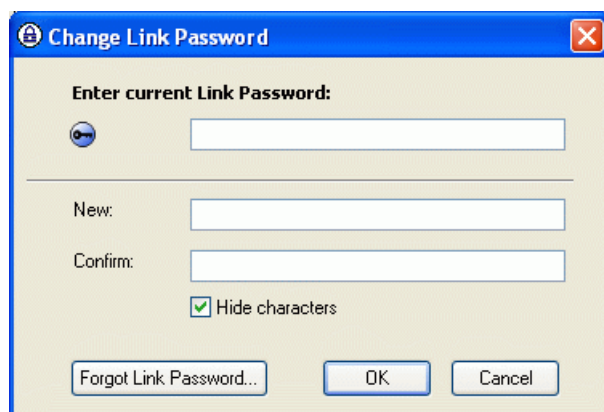 Change Link Password
Enter current Link Password:
New:
Confirm:
Hide characters
Forgot Link Password... OK Cancel